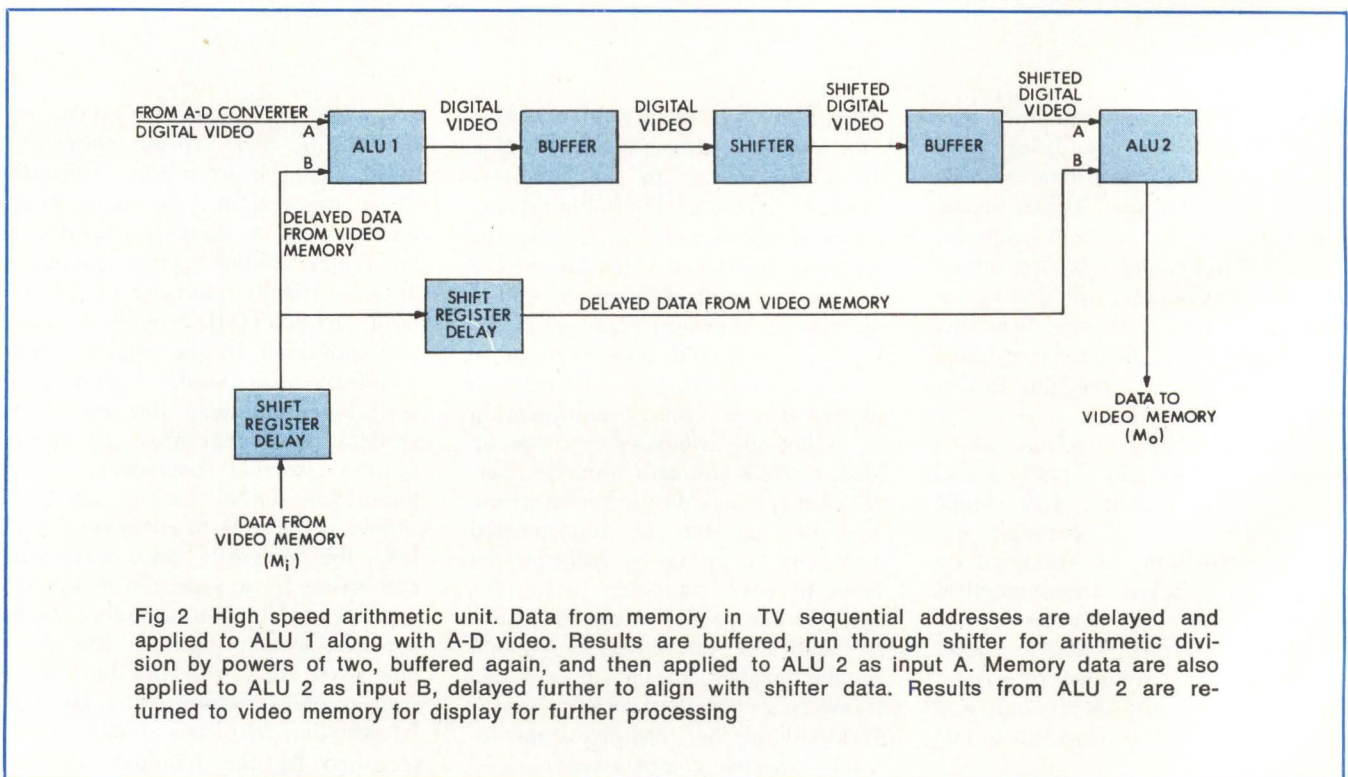 FROM A-D CONVERTER
DIGITAL VIDEO
A
B
ALU 1
DIGITAL
VIDEO
BUFFER
DIGITAL
VIDEO
SHIFTER
SHIFTED
DIGITAL
VIDEO
BUFFER
SHIFTED
DIGITAL
VIDEO
A
B
ALU 2
DELAYED DATA
FROM VIDEO
MEMORY
SHIFT
REGISTER
DELAY
DELAYED DATA FROM VIDEO MEMORY
SHIFT
REGISTER
DELAY
DATA TO
VIDEO MEMORY
(Mo)
DATA FROM
VIDEO MEMORY
(Mi)
Fig 2 High speed arithmetic unit. Data from memory in TV sequential addresses are delayed and
applied to ALU 1 along with A-D video. Results are buffered, run through shifter for arithmetic divi-
sion by powers of two, buffered again, and then applied to ALU 2 as input A. Memory data are also
applied to ALU 2 as input B, delayed further to align with shifter data. Results from ALU 2 are re-
turned to video memory for display for further processing